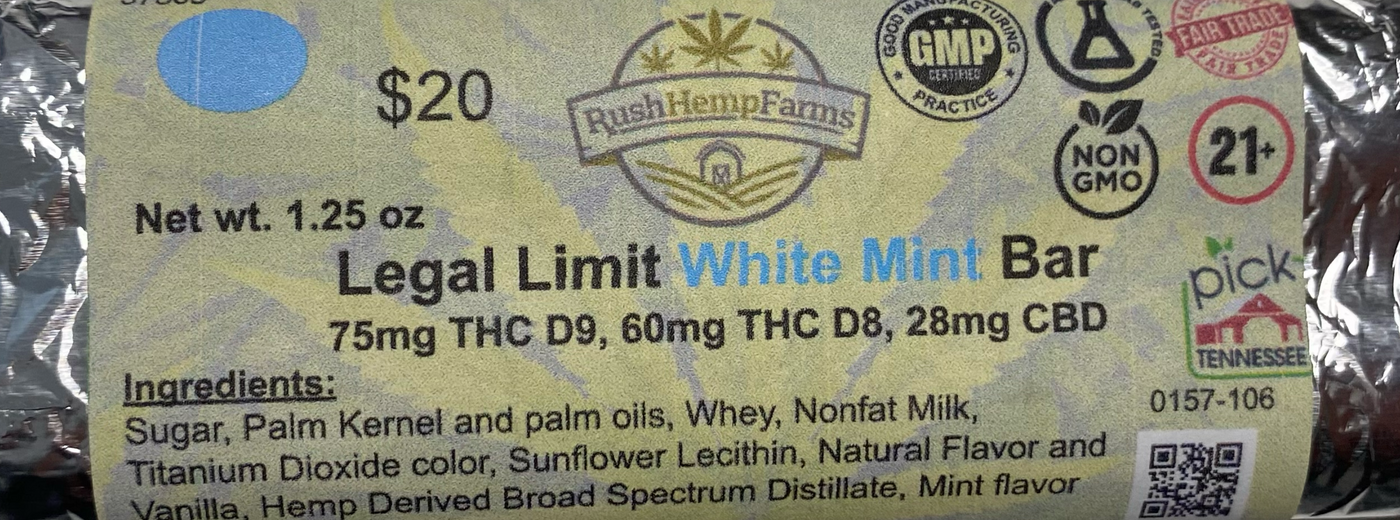 $20
RushHempFarms
GOOD MANUFACTURING
GMP
CERTIFIED
PRACTICE
TESTED
FAIR TRADE
FAIR TRADE
NON
GMO
21+
Net wt. 1.25 oz
Legal Limit White Mint Bar
75mg THC D9, 60mg THC D8, 28mg CBD
pick
TENNESSEE
0157-106
Ingredients:
Sugar, Palm Kernel and palm oils, Whey, Nonfat Milk,
Titanium Dioxide color, Sunflower Lecithin, Natural Flavor and
Vanilla, Hemp Derived Broad Spectrum Distillate, Mint flavor